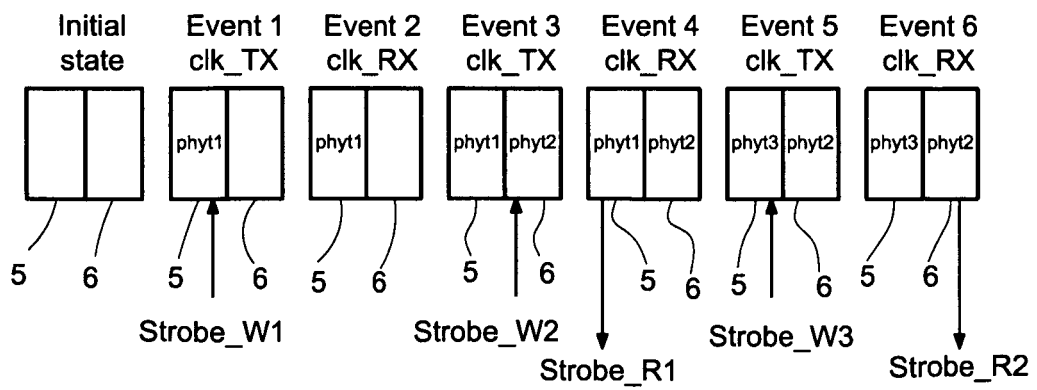 Initial state
Event 1 clk_TX
Event 2 clk_RX
Event 3 clk_TX
Event 4 clk_RX
Event 5 clk_TX
Event 6 clk_RX
phyt1
phyt1
phyt1 phyt2
phyt1 phyt2
phyt3 phyt2
phyt3 phyt2
5 6 5 6 5 6 5 6 5 6 5 6 5 6
Strobe_W1
Strobe_W2
Strobe_R1
Strobe_W3
Strobe_R2